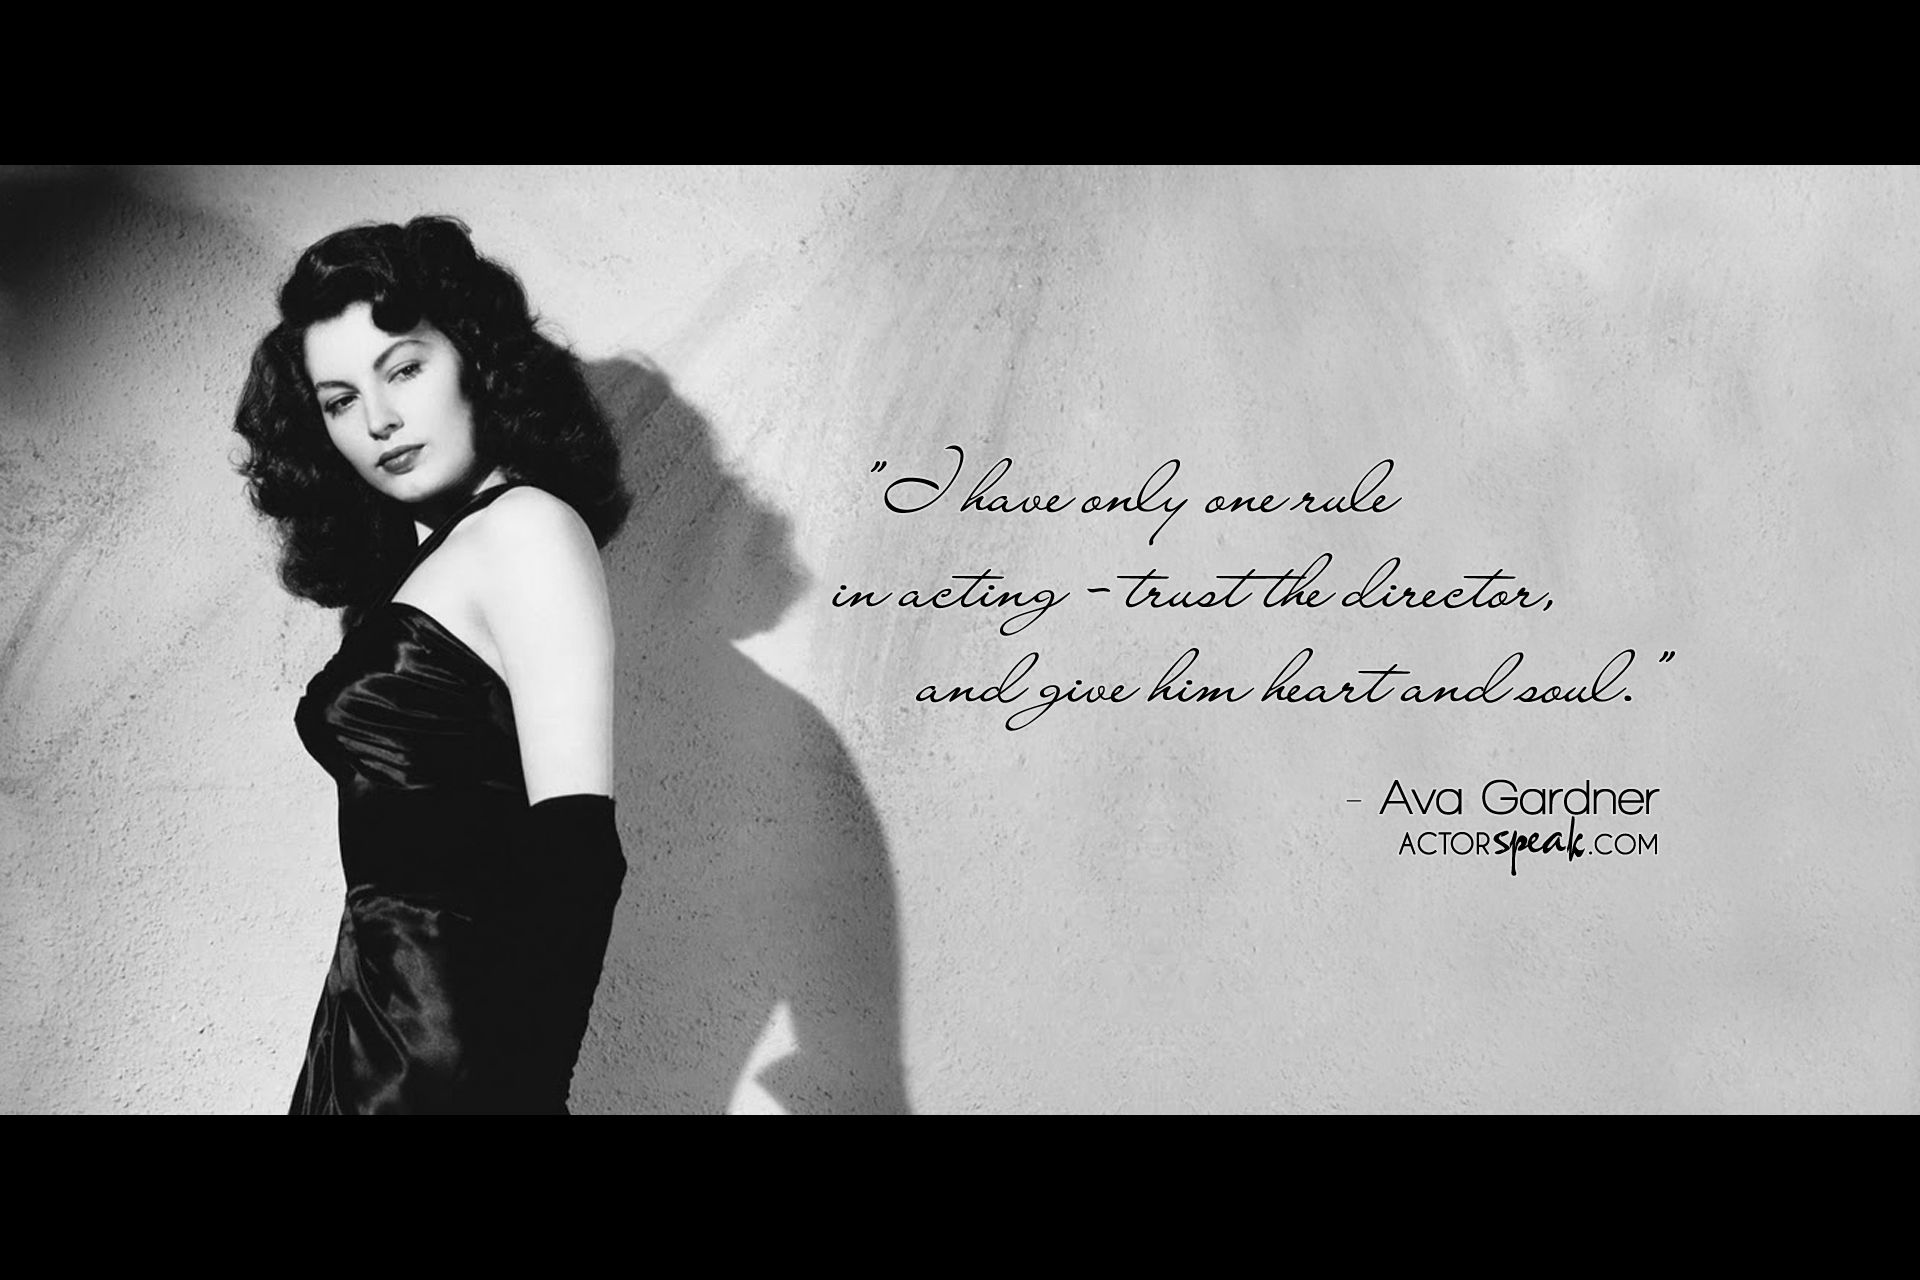 "I have only one rule
in acting - trust the director,
and give him heart and soul."
- Ava Gardner
ACTORspeak.COM